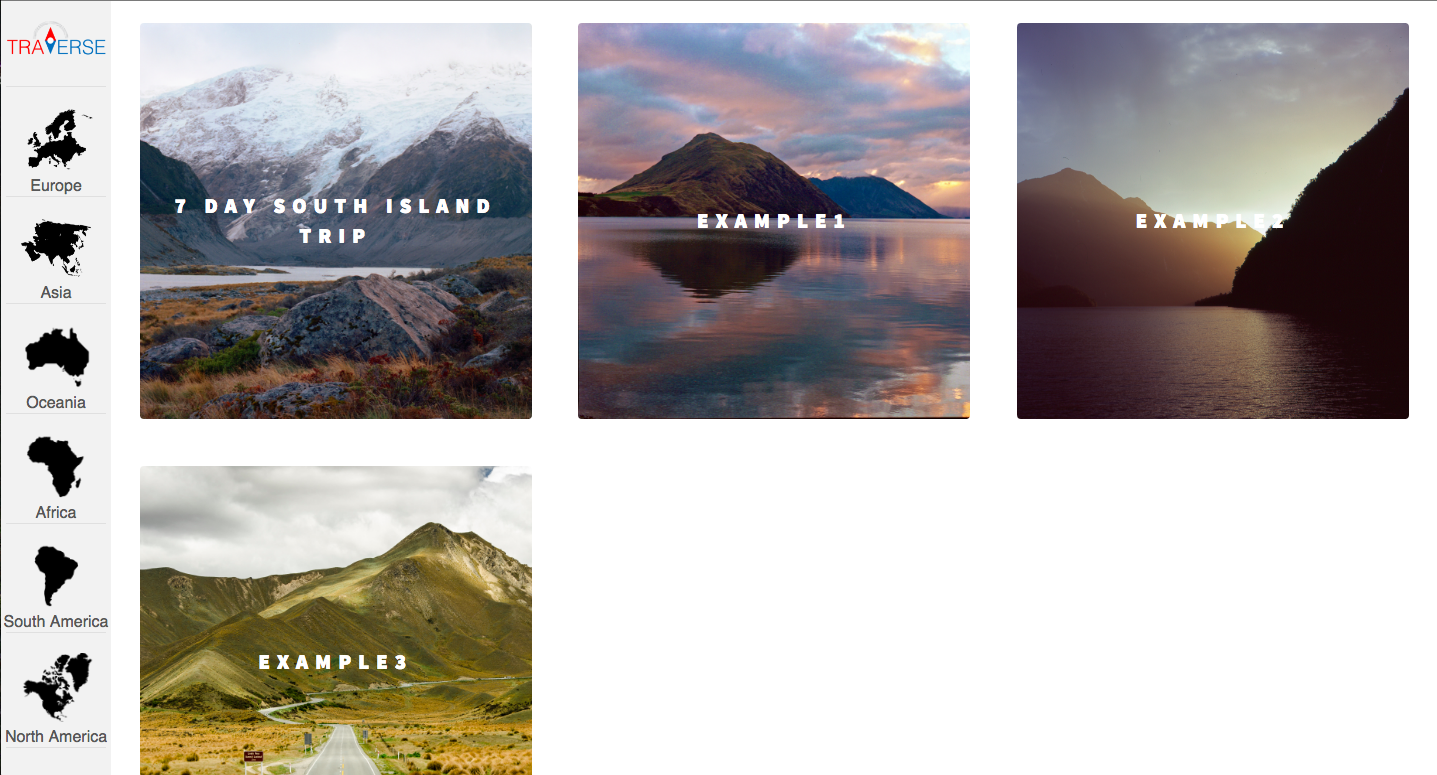 TRAVERSE
Europe
Asia
Oceania
Africa
South America
North America
7 DAY SOUTH ISLAND
TRIP
EXAMPLE1
EXAMPLE2
EXAMPLE3